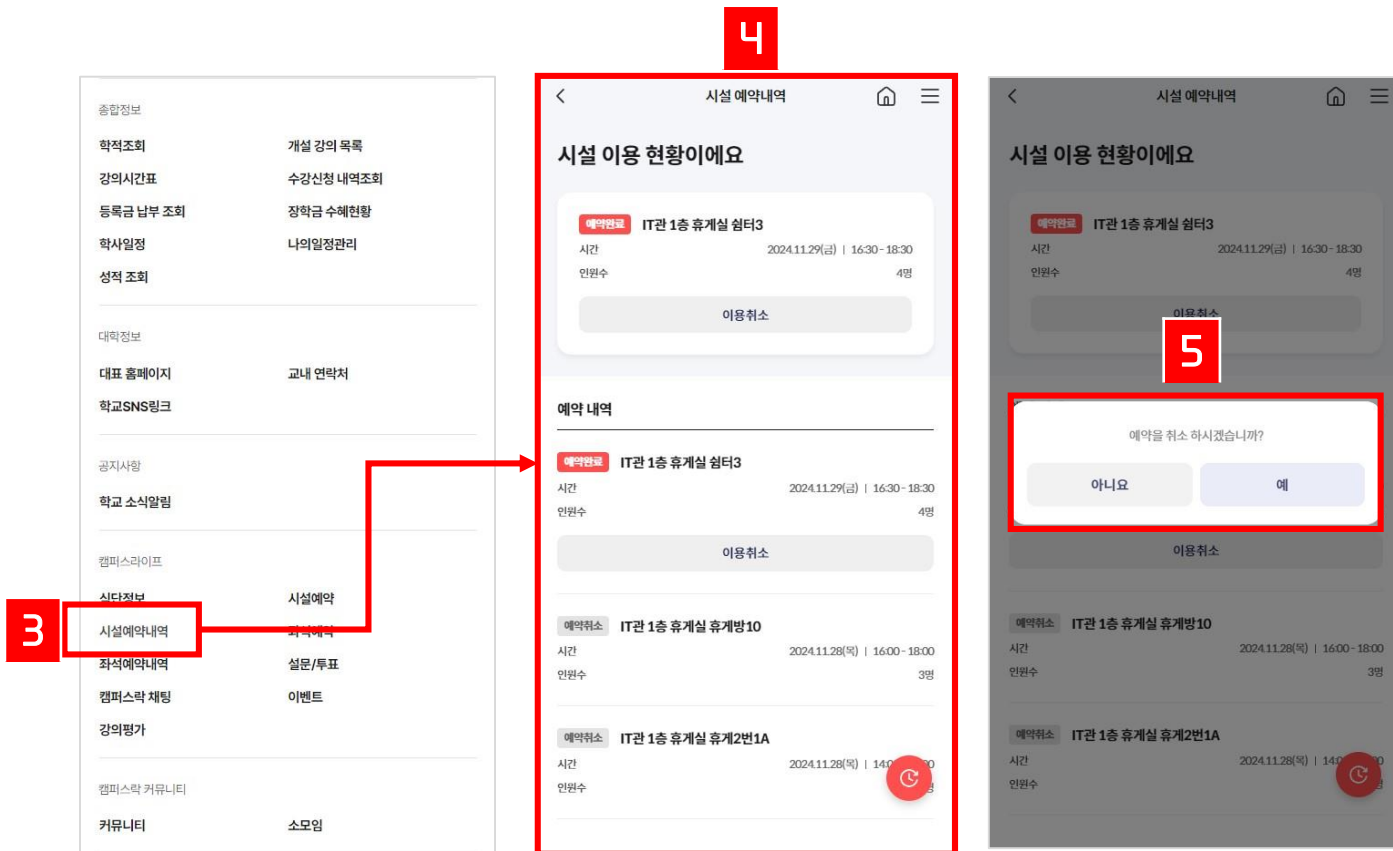 4
종합정보
학적조회 개설 강의 목록
강의시간표 수강신청 내역조회
등록금 납부 조회 장학금 수혜현황
학사일정 나의일정관리
성적 조회
대학정보
대표 홈페이지 교내 연락처
학교SNS링크
공지사항
학교 소식알림
캠퍼스라이프
식단정보 시설예약
3
시설예약내역 좌석예약
좌석예약내역 설문/투표
캠퍼스락 채팅 이벤트
강의평가
캠퍼스락 커뮤니티
커뮤니티 소모임
시설 예약내역
시설 이용 현황이에요
예약완료 IT관 1층 휴게실 쉼터3
시간 2024.11.29(금) | 16:30 - 18:30
인원수 4명
이용취소
예약 내역
예약완료 IT관 1층 휴게실 쉼터3
시간 2024.11.29(금) | 16:30 - 18:30
인원수 4명
이용취소
예약취소 IT관 1층 휴게실 휴게방10
시간 2024.11.28(목) | 16:00 - 18:00
인원수 3명
예약취소 IT관 1층 휴게실 휴게2번1A
시간 2024.11.28(목) |
인원수
시설 예약내역
시설 이용 현황이에요
예약완료 IT관 1층 휴게실 쉼터3
시간 2024.11.29(금) | 16:30 - 18:30
인원수 4명
이용취소
5
예약을 취소 하시겠습니까?
아니요 예
이용취소
예약취소 IT관 1층 휴게실 휴게방10
시간 2024.11.28(목) | 16:00 - 18:00
인원수 3명
예약취소 IT관 1층 휴게실 휴게2번1A
시간 2024.11.28(목) |
인원수